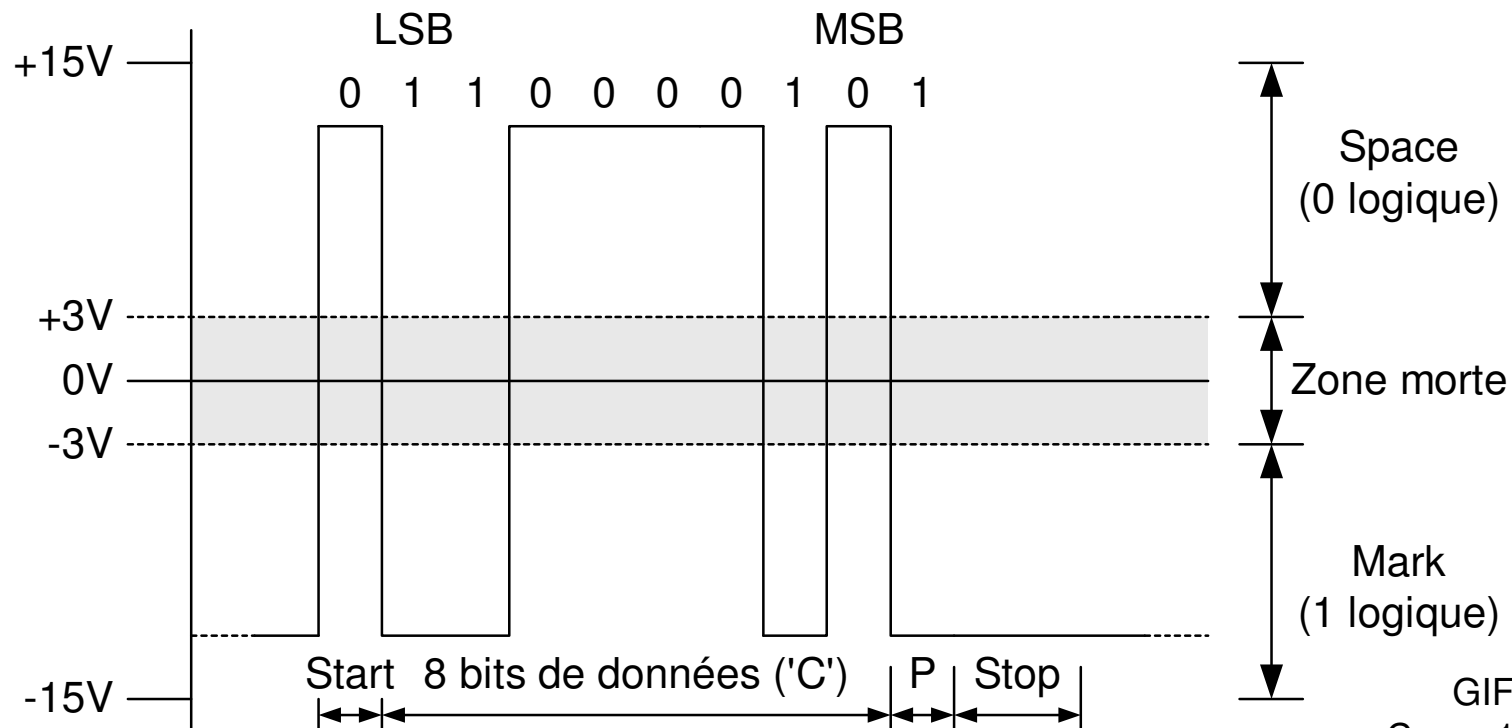 LSB MSB
+15V
0 1 1 0 0 0 0 1 0 1
Space
(0 logique)
+3V
0V
Zone morte
-3V
Mark
(1 logique)
Start 8 bits de données ('C') P Stop
-15V
GIF